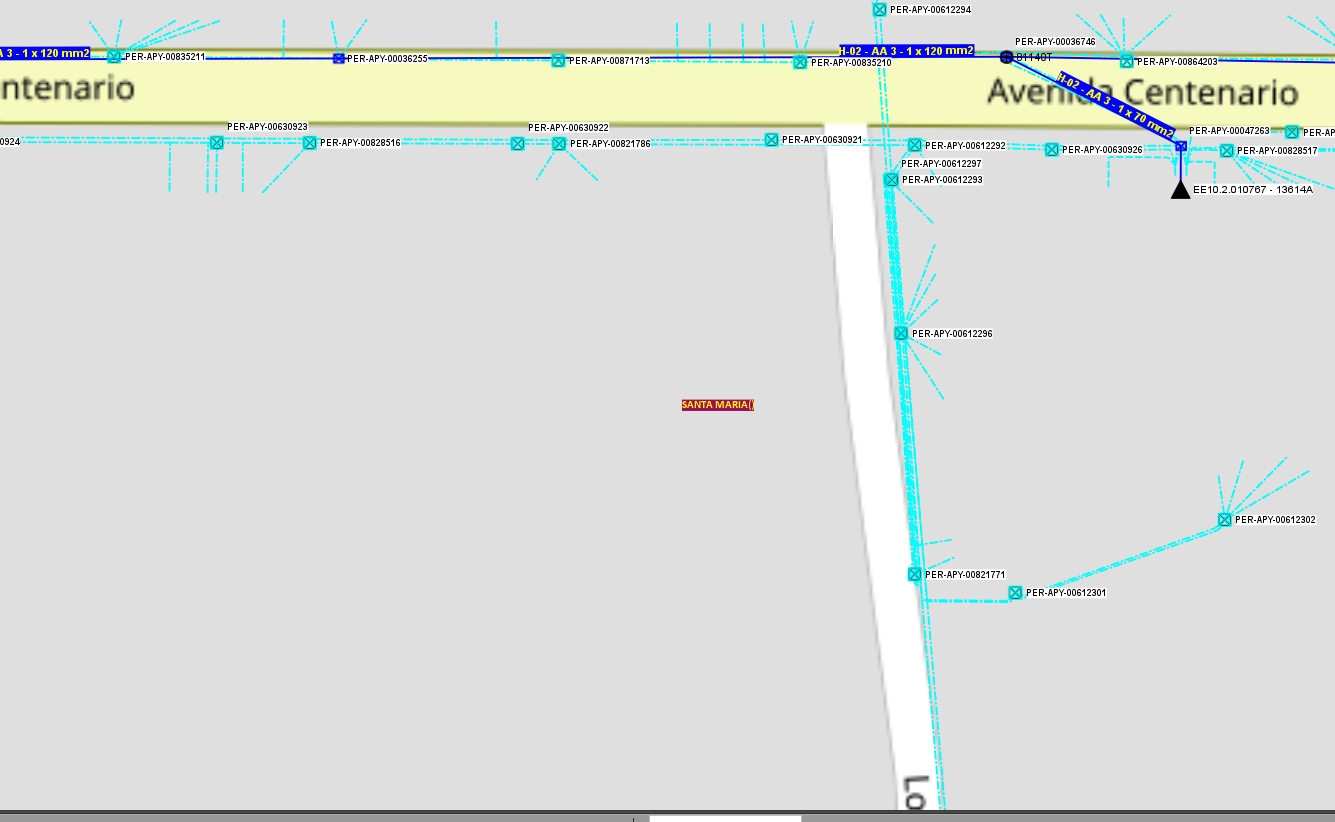 PER-APY-00612294
PER-APY-00036746
A 3 - 1 x 120 mm2
PER-APY-00835211
PER-APY-00036255
PER-APY-00871713
H-02 - AA 3 - 1 x 120 mm2
PER-APY-00835210
PER-APY-00864203
ntenario
Avenida Centenario
H-02 - AA 3 - 1 x 70 mm2
PER-APY-00630923
PER-APY-00630922
PER-APY-00047263
PER-AP
0924
PER-APY-00828516
PER-APY-00821786
PER-APY-00630921
PER-APY-00612292
PER-APY-00630926
PER-APY-00828517
PER-APY-00612297
PER-APY-00612293
EE10.2.010767 - 13614A
PER-APY-00612296
SANTA MARIA()
PER-APY-00612302
PER-APY-00821771
PER-APY-00612301
Lo